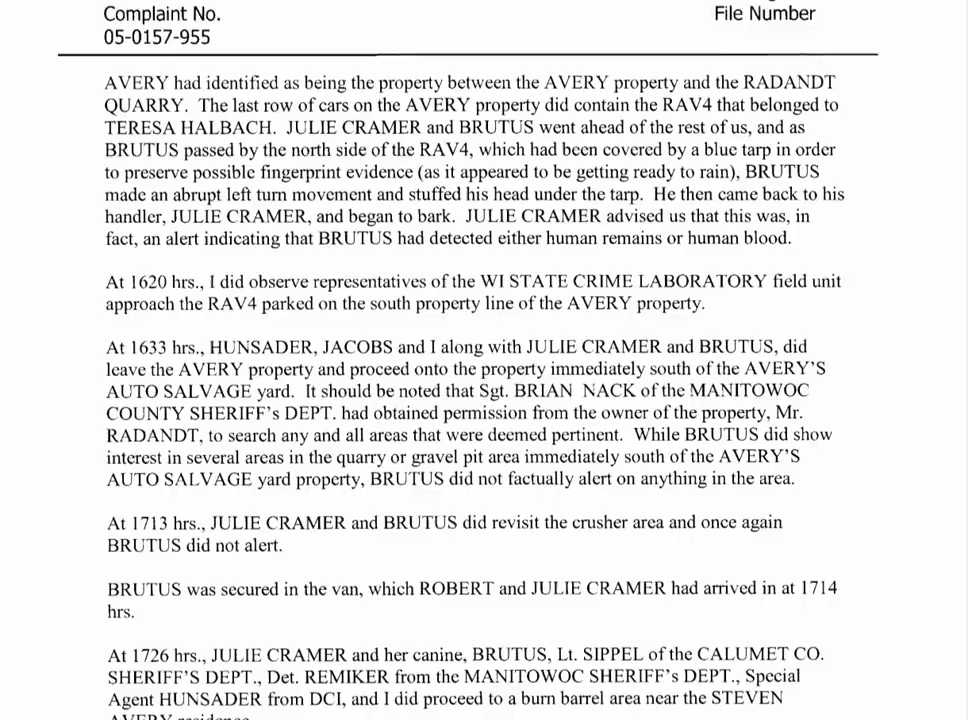 Complaint No.
File Number
05-0157-955
AVERY had identified as being the property between the AVERY property and the RADANDT
QUARRY. The last row of cars on the AVERY property did contain the RAV4 that belonged to
TERESA HALBACH. JULIE CRAMER and BRUTUS went ahead of the rest of us, and as
BRUTUS passed by the north side of the RAV4, which had been covered by a blue tarp in order
to preserve possible fingerprint evidence (as it appeared to be getting ready to rain), BRUTUS
made an abrupt left turn movement and stuffed his head under the tarp. He then came back to his
handler, JULIE CRAMER, and began to bark. JULIE CRAMER advised us that this was, in
fact, an alert indicating that BRUTUS had detected either human remains or human blood.
At 1620 hrs., I did observe representatives of the WI STATE CRIME LABORATORY field unit
approach the RAV4 parked on the south property line of the AVERY property.
At 1633 hrs., HUNSADER, JACOBS and I along with JULIE CRAMER and BRUTUS, did
leave the AVERY property and proceed onto the property immediately south of the AVERY'S
AUTO SALVAGE yard. It should be noted that Sgt. BRIAN NACK of the MANITOWOC
COUNTY SHERIFF's DEPT. had obtained permission from the owner of the property, Mr.
RADANDT, to search any and all areas that were deemed pertinent. While BRUTUS did show
interest in several areas in the quarry or gravel pit area immediately south of the AVERY'S
AUTO SALVAGE yard property, BRUTUS did not factually alert on anything in the area.
At 1713 hrs., JULIE CRAMER and BRUTUS did revisit the crusher area and once again
BRUTUS did not alert.
BRUTUS was secured in the van, which ROBERT and JULIE CRAMER had arrived in at 1714
hrs.
At 1726 hrs., JULIE CRAMER and her canine, BRUTUS, Lt. SIPPEL of the CALUMET CO.
SHERIFF'S DEPT., Det. REMIKER from the MANITOWOC SHERIFF's DEPT., Special
Agent HUNSADER from DCI, and I did proceed to a burn barrel area near the STEVEN
AVERY residence